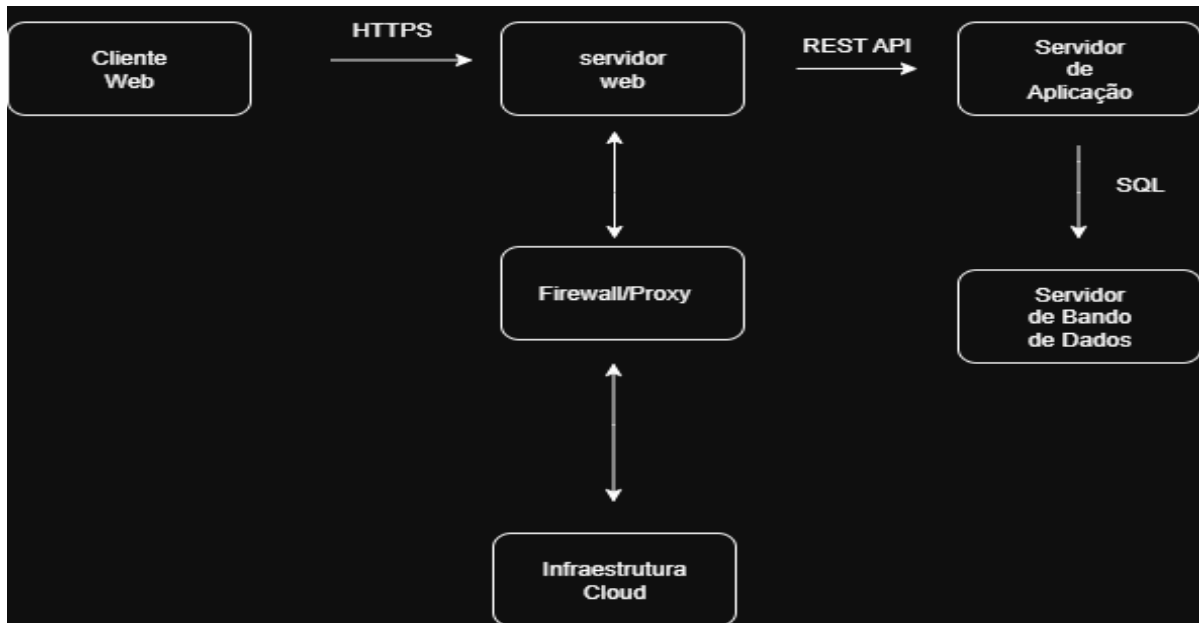 HTTPS
REST API
Cliente
Web
servidor
web
Servidor
de
Aplicação
SQL
Firewall/Proxy
Servidor
de Bando
de Dados
Infraestrutura
Cloud